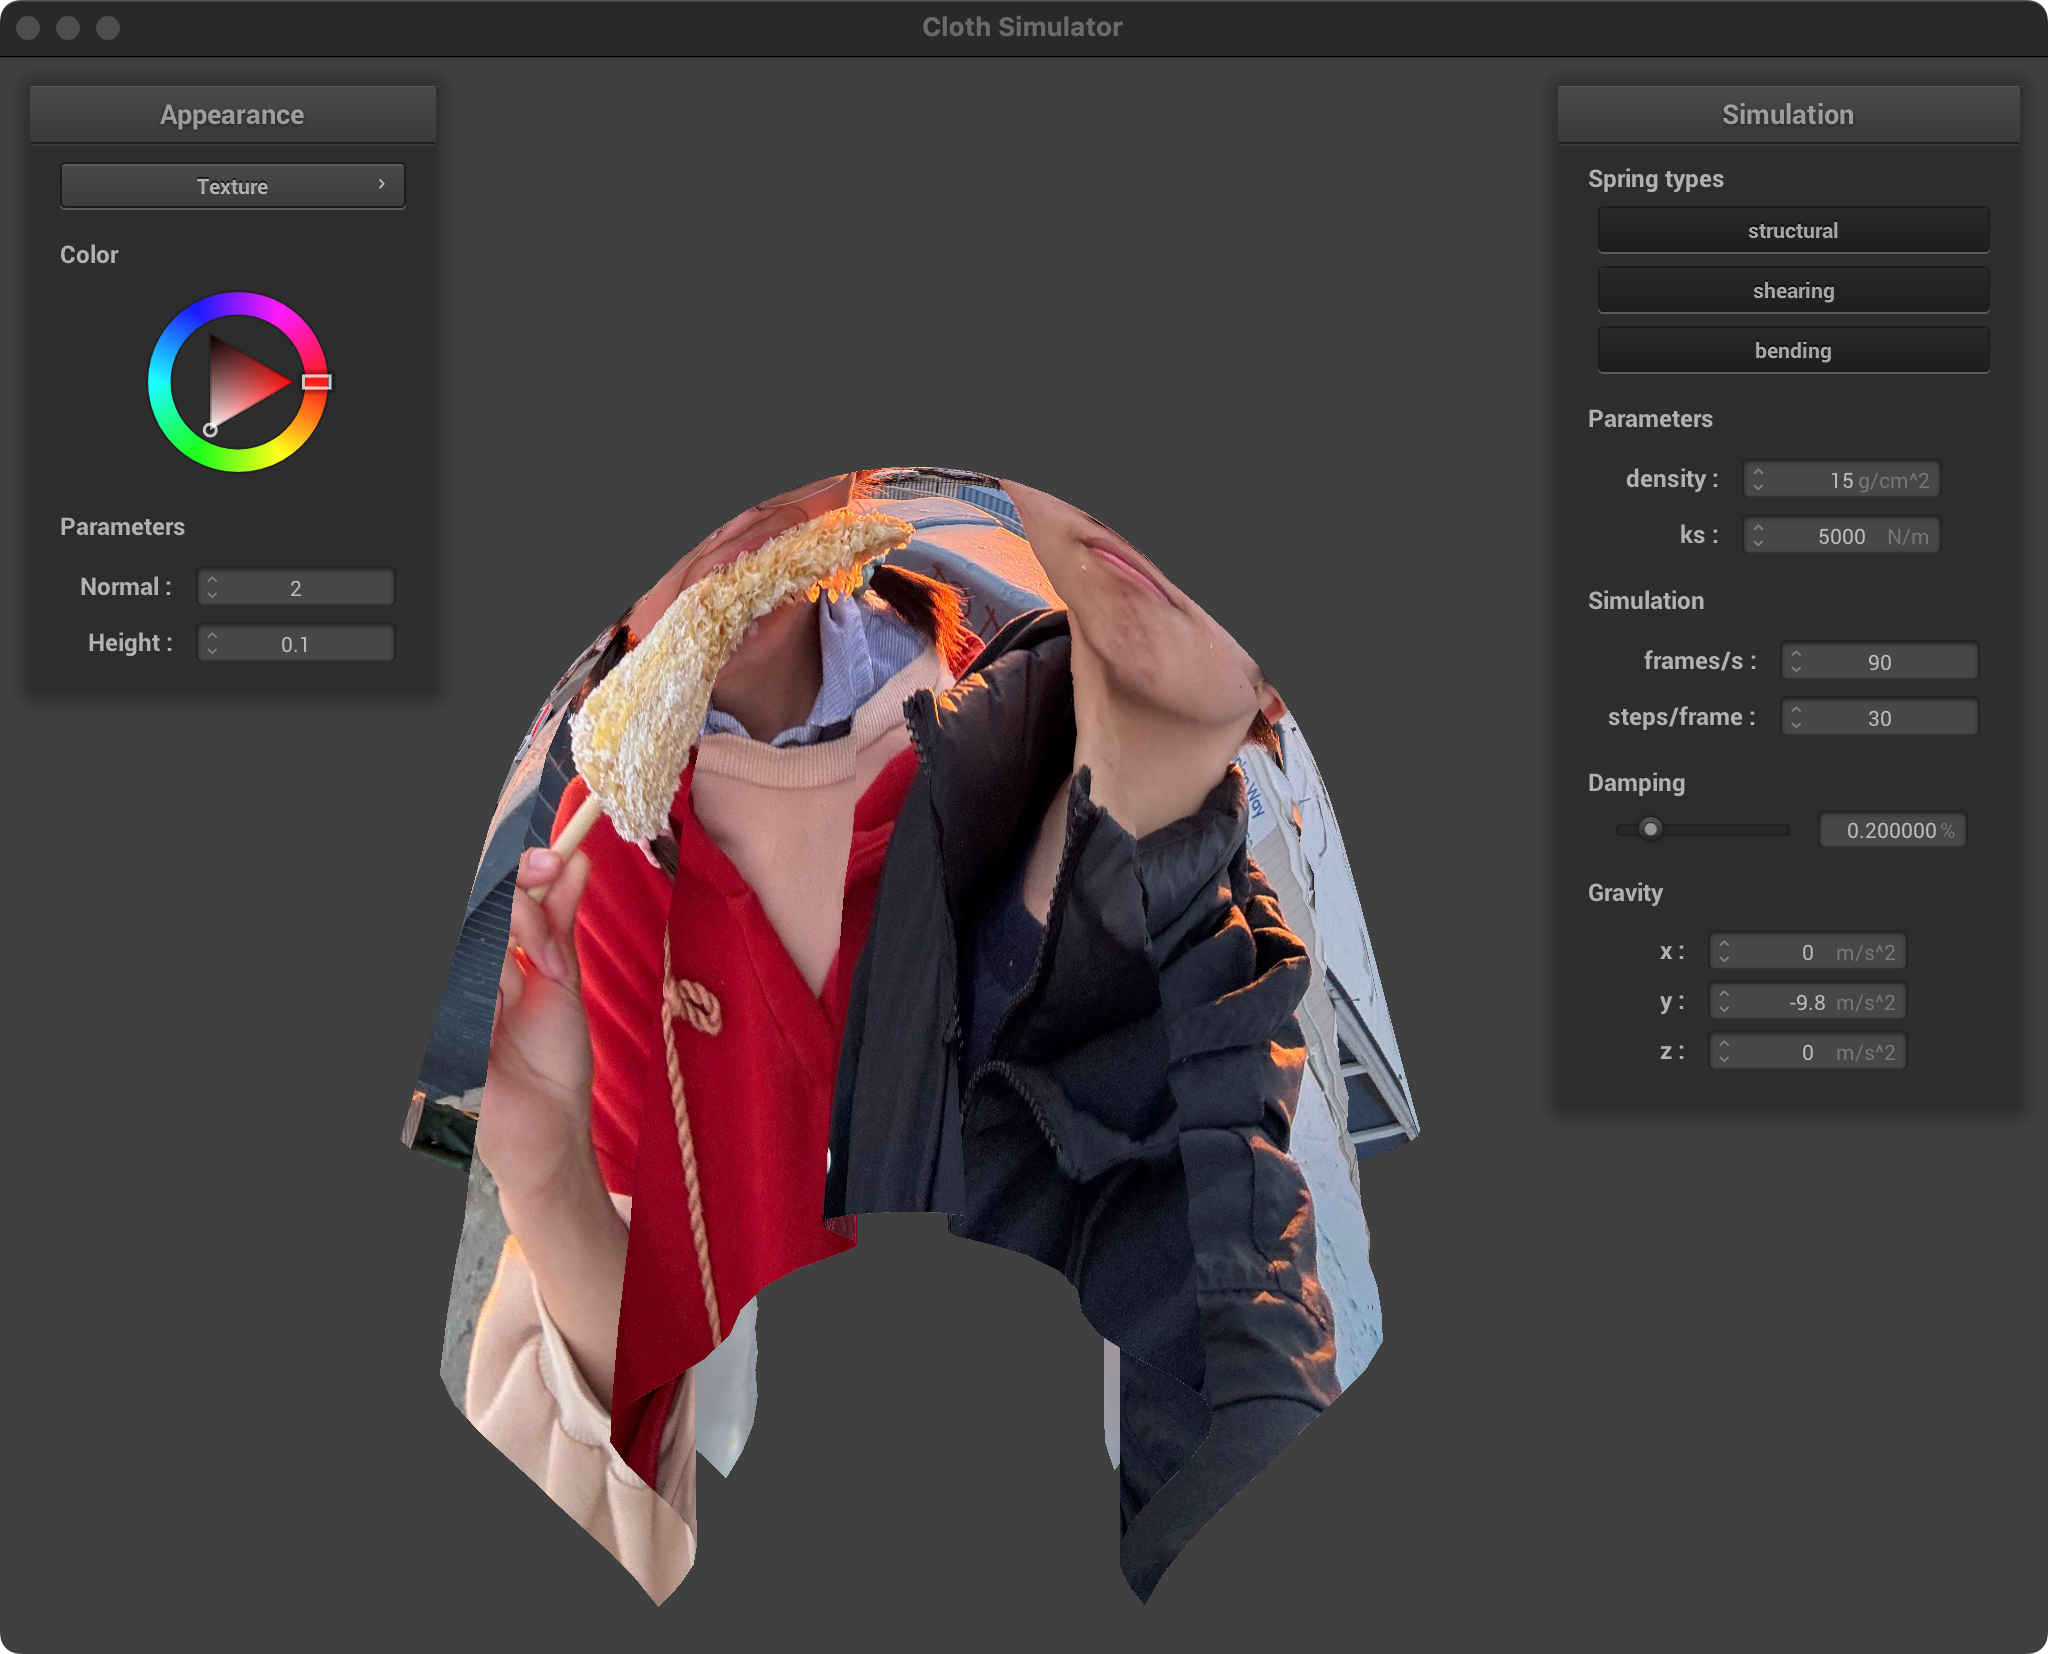 Cloth Simulator
Appearance
Texture
Color
Parameters
Normal : 2
Height : 0.1
Simulation
Spring types
structural
shearing
bending
Parameters
density : 15 g/cm^2
ks : 5000 N/m
Simulation
frames/s : 90
steps/frame : 30
Damping
0.200000 %
Gravity
x : 0 m/s^2
y : -9.8 m/s^2
z : 0 m/s^2